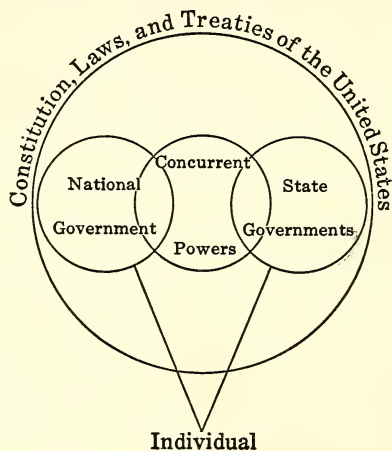 Constitution, Laws, and Treaties of the United States
Concurrent
National
State
Government
Governments
Powers
Individual